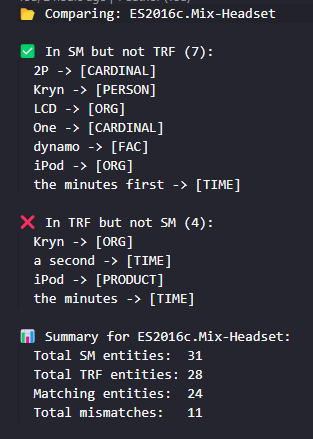 📂 Comparing: ES2016c.Mix-Headset
✅ In SM but not TRF (7):
2P -> [CARDINAL]
Kryn -> [PERSON]
LCD -> [ORG]
One -> [CARDINAL]
dynamo -> [FAC]
iPod -> [ORG]
the minutes first -> [TIME]
❌ In TRF but not SM (4):
Kryn -> [ORG]
a second -> [TIME]
iPod -> [PRODUCT]
the minutes -> [TIME]
📊 Summary for ES2016c.Mix-Headset:
Total SM entities: 31
Total TRF entities: 28
Matching entities: 24
Total mismatches: 11